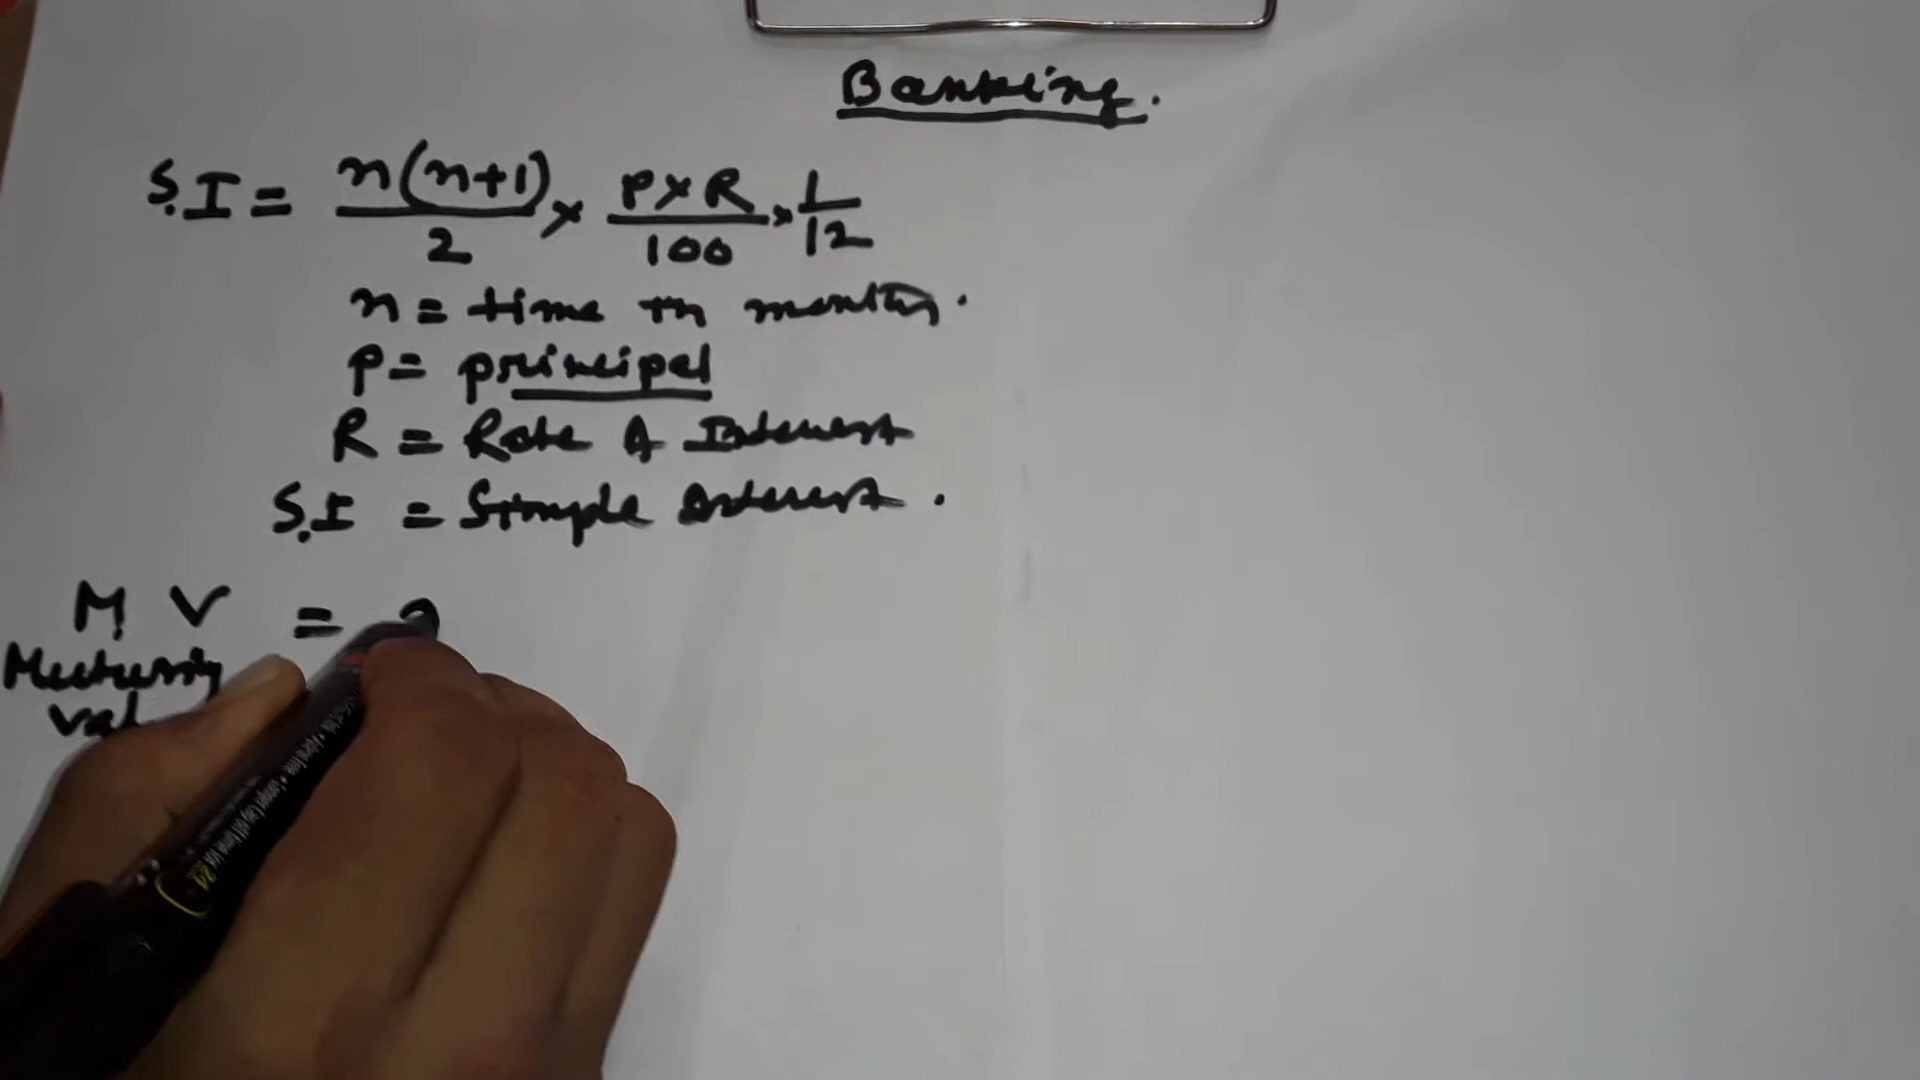 Banking.
S.I = n(n+1)/2 × P×R/100 × 1/12
n = time in months.
P = principal
R = Rate of Interest
S.I = Simple Interest.
M V =
Maturity
val